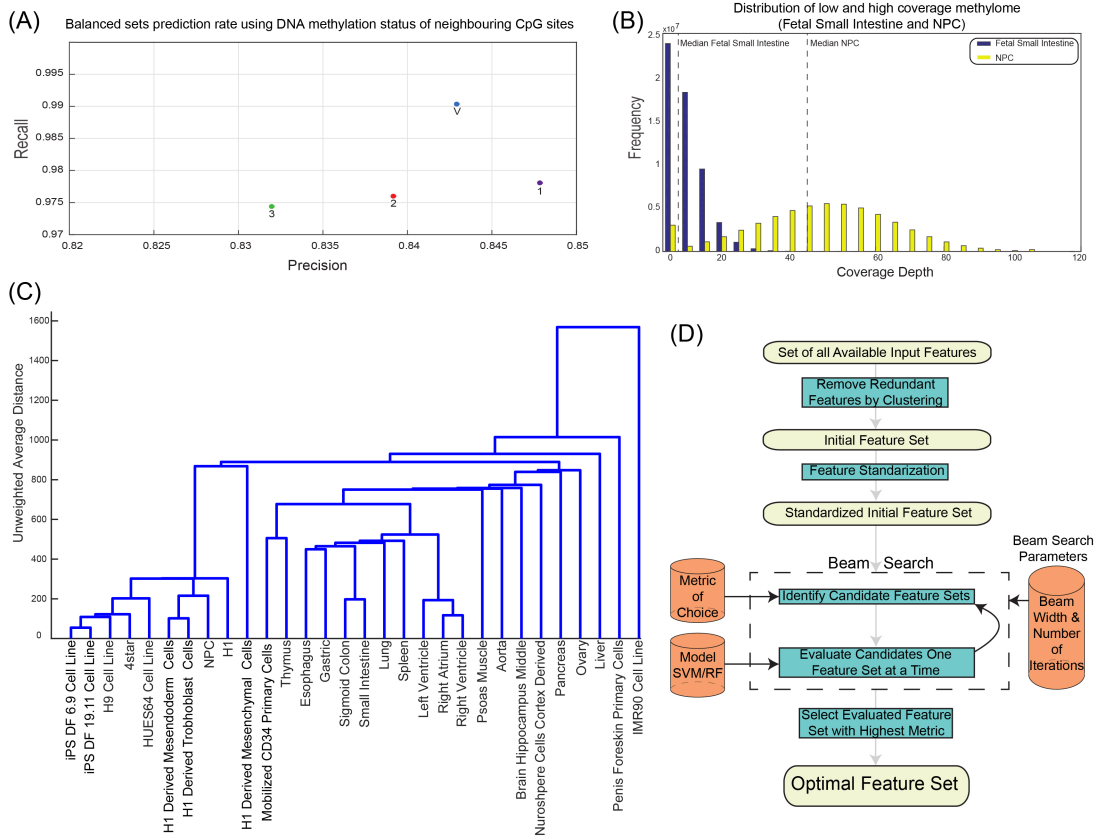 (A)
Balanced sets prediction rate using DNA methylation status of neighbouring CpG sites
Recall
0.995
0.99
0.985
0.98
0.975
0.97
V
1
2
3
0.82
0.825
0.83
0.835
0.84
0.845
0.85
Precision
(B)
Distribution of low and high coverage methylome
(Fetal Small Intestine and NPC)
2.5 x10⁷
2
1.5
1
0.5
0
Frequency
Median Fetal Small Intestine
Median NPC
Fetal Small Intestine
NPC
0
20
40
60
80
100
120
Coverage Depth
(C)
Unweighted Average Distance
1600
1400
1200
1000
800
600
400
200
0
iPS DF 6.9 Cell Line
iPS DF 19.11 Cell Line
H9 Cell Line
4star
HUES64 Cell Line
H1 Derived Mesendoderm Cells
H1 Derived Trohoblast Cells
NPC
H1
H1 Derived Mesenchymal Cells
Mobilized CD34 Primary Cells
Thymus
Esophagus
Gastric
Sigmoid Colon
Small Intestine
Lung
Spleen
Left Ventricle
Right Atrium
Right Ventricle
Psoas Muscle
Aorta
Brain Hippocampus Middle
Nuroshpere Cells Cortex Derived
Pancreas
Ovary
Liver
Penis Foreskin Primary Cells
IMR90 Cell Line
(D)
Set of all Available Input Features
Remove Redundant
Features by Clustering
Initial Feature Set
Feature Standarization
Standardized Initial Feature Set
Beam Search
Beam Search
Parameters
Metric
of
Choice
Identify Candidate Feature Sets
Beam
Width &
Number
of
Iterations
Model
SVM/RF
Evaluate Candidates One
Feature Set at a Time
Select Evaluated Feature
Set with Highest Metric
Optimal Feature Set